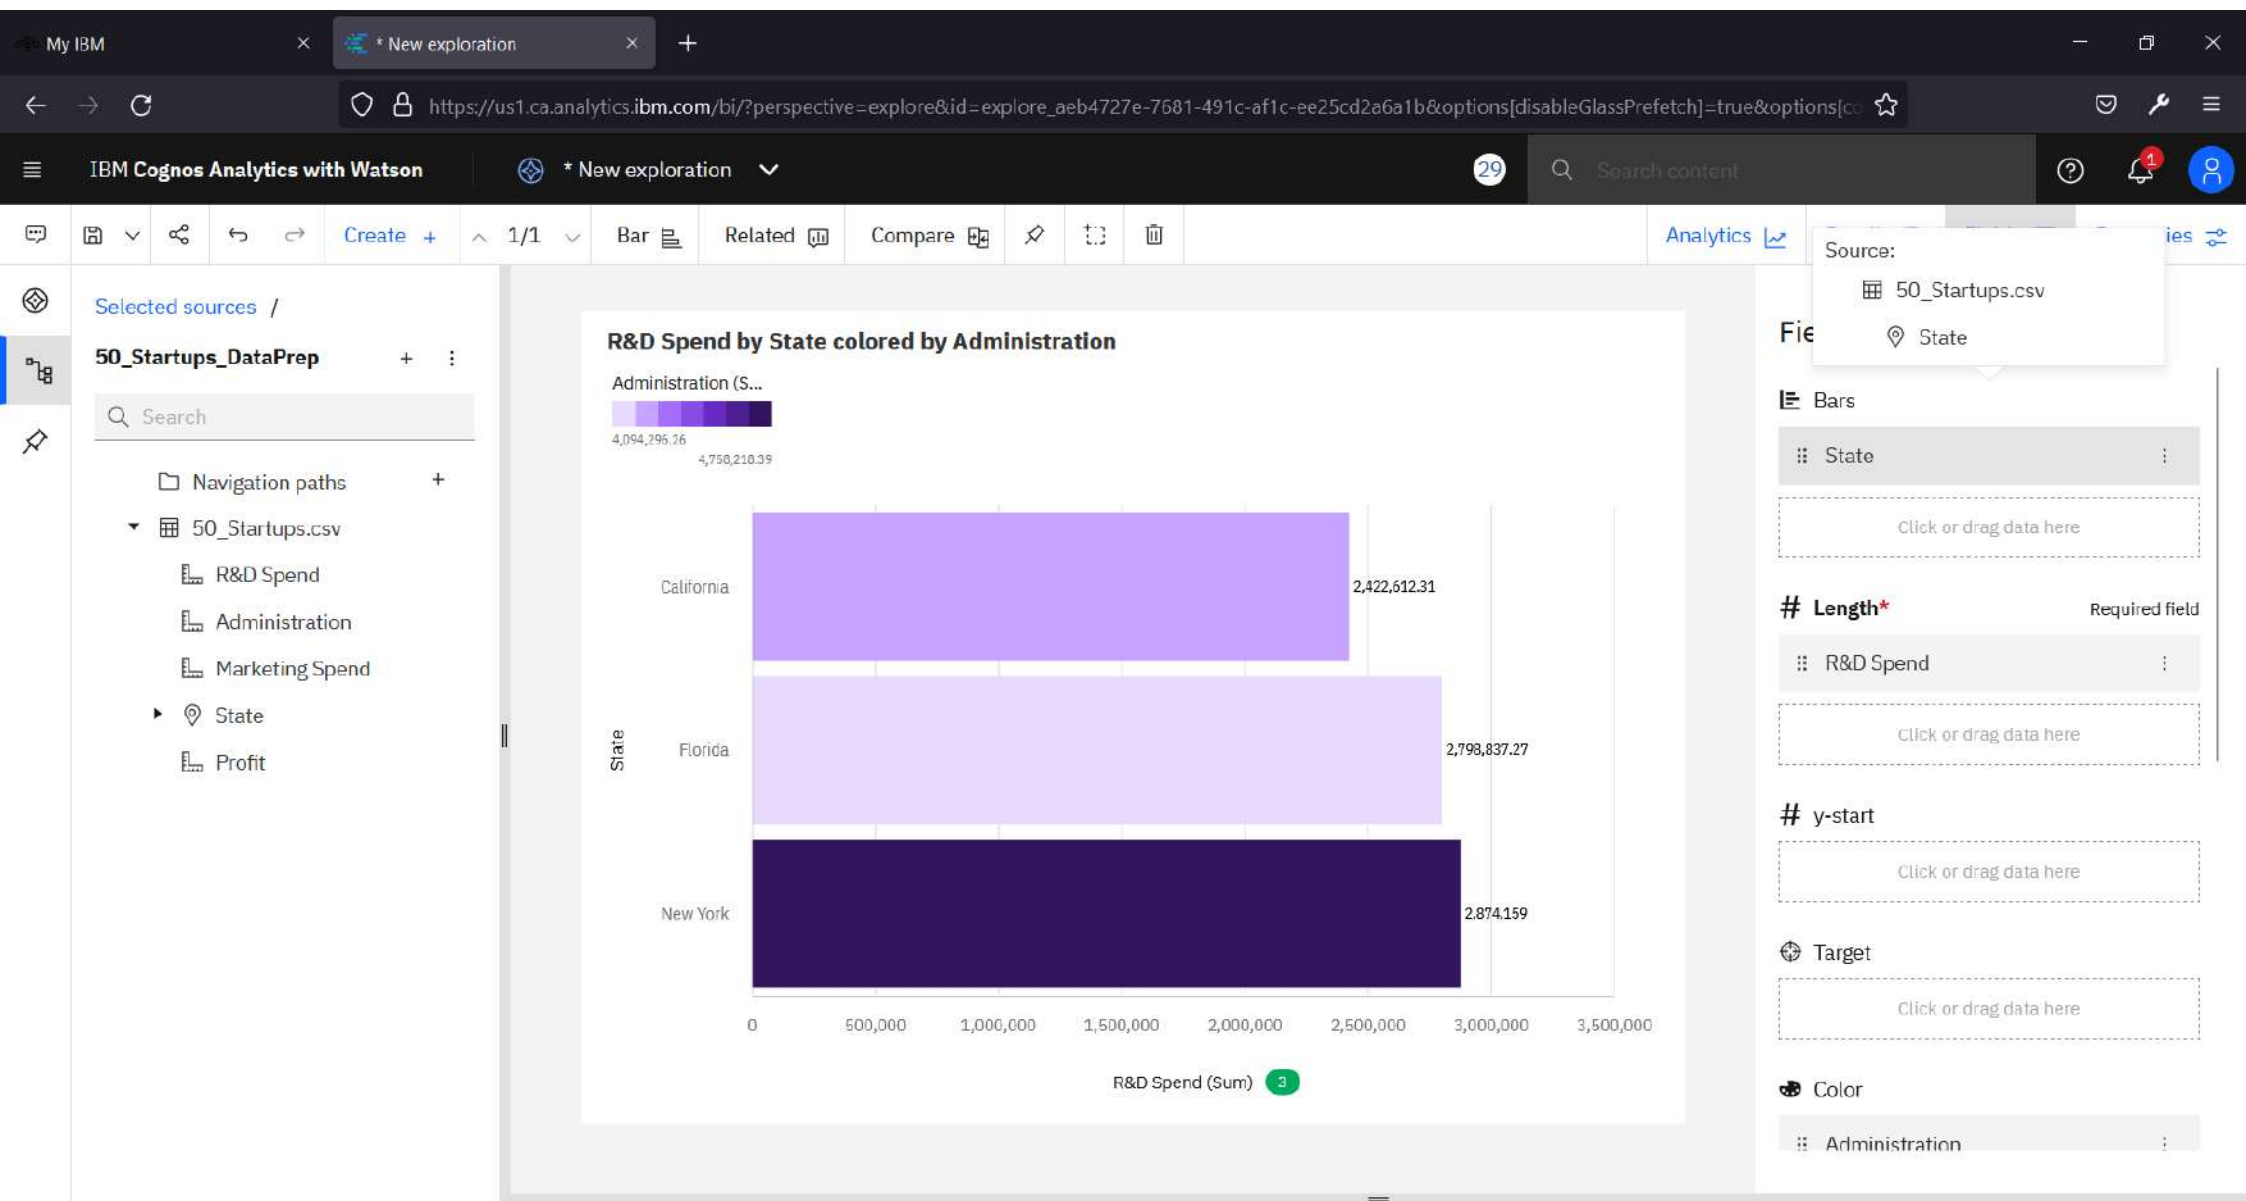 My IBM
* New exploration
https://us1.ca.analytics.ibm.com/bi/?perspective=explore&id=explore_aeb4727e-7681-491c-af1c-ee25cd2a6a1b&options[disableGlassPrefetch]=true&options[co
IBM Cognos Analytics with Watson
* New exploration
29
Search content
1
Create +
1/1
Bar
Related
Compare
Analytics
ies
Source:
50_Startups.csv
State
Selected sources /
50_Startups_DataPrep
Search
Navigation paths
50_Startups.csv
R&D Spend
Administration
Marketing Spend
State
Profit
R&D Spend by State colored by Administration
Administration (S...
4,094,296.26
4,758,218.39
California
2,422,612.31
Florida
2,798,837.27
New York
2,874,159
State
0
500,000
1,000,000
1,500,000
2,000,000
2,500,000
3,000,000
3,500,000
R&D Spend (Sum) 3
Fie
Bars
State
Click or drag data here
# Length*
Required field
R&D Spend
Click or drag data here
# y-start
Click or drag data here
Target
Click or drag data here
Color
Administration